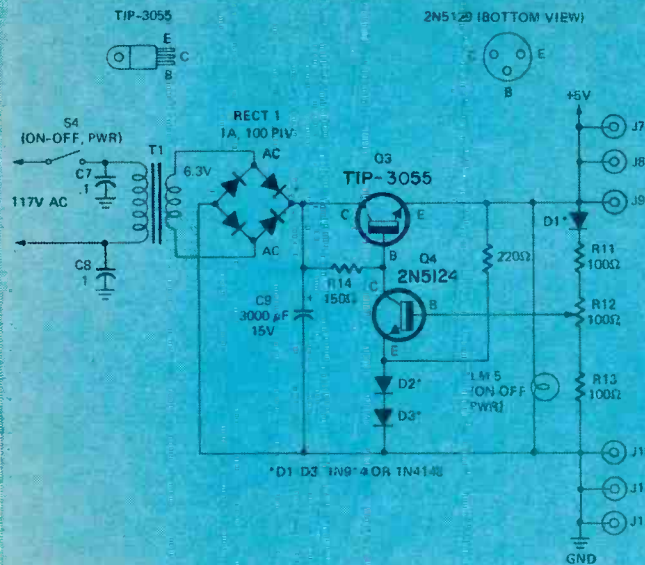 TIP-3055
E
C
B
2N5129 (BOTTOM VIEW)
C
E
B
S4
(ON-OFF, PWR)
T1
C7
.1
117V AC
C8
.1
6.3V
RECT 1
1A, 100 PIV
AC
-
+
AC
Q3
TIP-3055
C
E
B
Q4
2N5124
C
B
E
R14
150Ω
C9
3000 µF
15V
+
220Ω
D2*
D3*
LM 5
(ON-OFF
PWR)
+5V
J7
J8
J9
D1*
R11
100Ω
R12
100Ω
R13
100Ω
J1
J1
J1
GND
*D1-D3 1N914 OR 1N4148